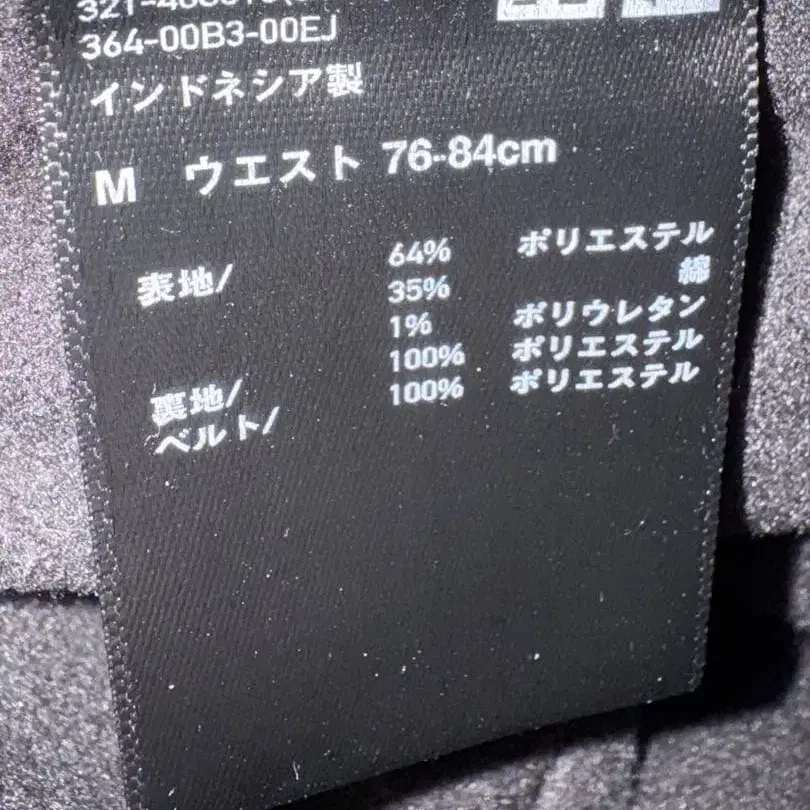 364-00B3-00EJ
インドネシア製
M ウエスト 76-84cm
表地/ 64% ポリエステル
35% 綿
1% ポリウレタン
裏地/ 100% ポリエステル
ベルト/ 100% ポリエステル